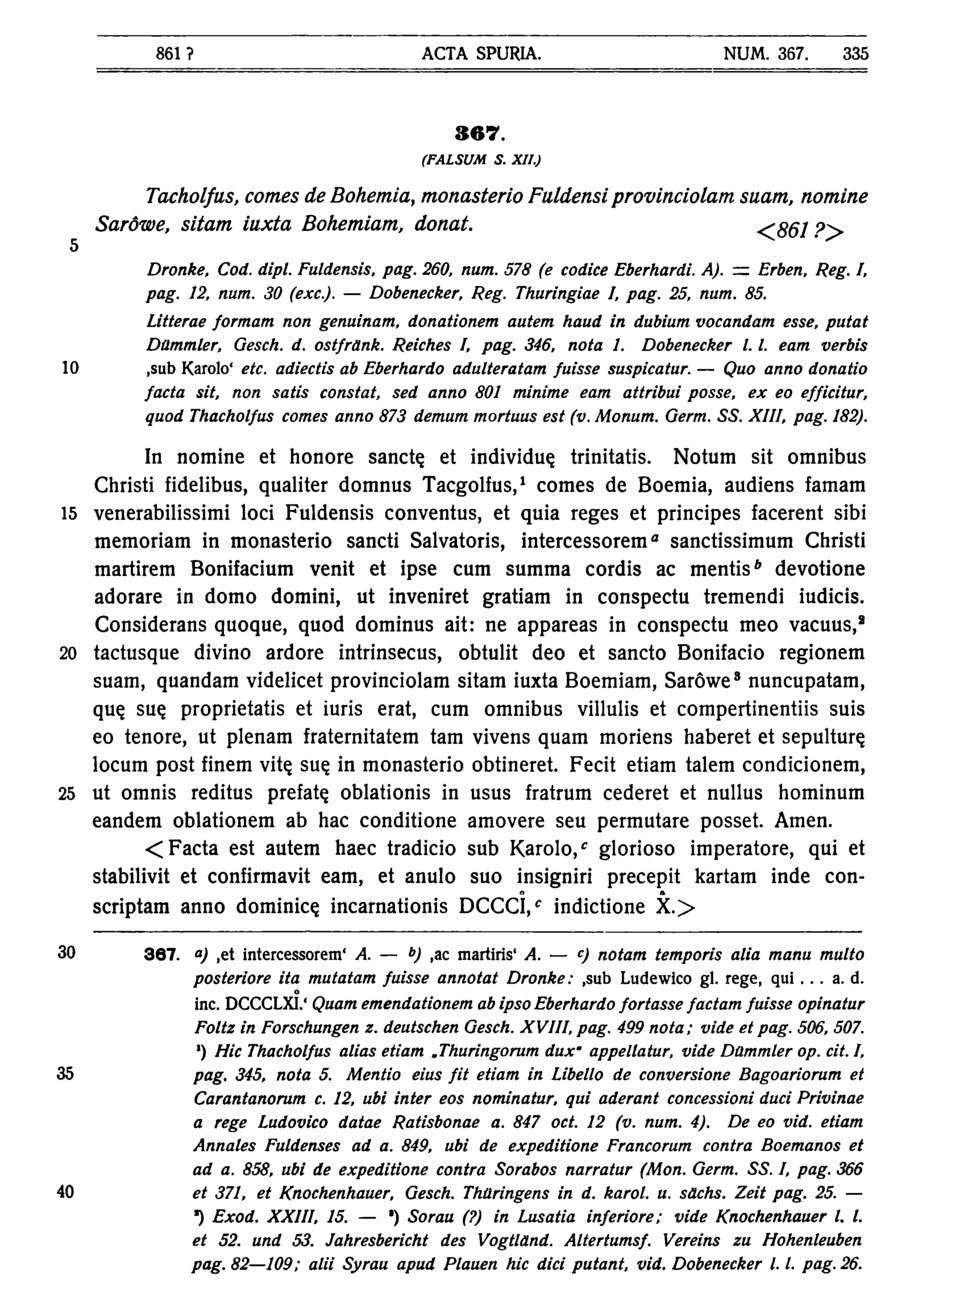 861 ? ACTA SPURIA. NUM. 367. 335
367.
(FALSUM S. XII.)
Tacholfus, comes de Bohemia, monasterio Fuldensi provinciolam suam, nomine
Sarôwe, sitam iuxta Bohemiam, donat. <861 ?>
5
Dronke, Cod. dipl. Fuldensis, pag. 260, num. 578 (e codice Eberhardi. A). = Erben, Reg. I,
pag. 12, num. 30 (exc.). — Dobenecker, Reg. Thuringiae I, pag. 25, num. 85.
Litterae formam non genuinam, donationem autem haud in dubium vocandam esse, putat
Dümmler, Gesch. d. ostfränk. Reiches I, pag. 346, nota 1. Dobenecker l. l. eam verbis
10 ‚sub Karolo‘ etc. adiectis ab Eberhardo adulteratam fuisse suspicatur. — Quo anno donatio
facta sit, non satis constat, sed anno 801 minime eam attribui posse, ex eo efficitur,
quod Thacholfus comes anno 873 demum mortuus est (v. Monum. Germ. SS. XIII, pag. 182).
In nomine et honore sanctę et individuę trinitatis. Notum sit omnibus
Christi fidelibus, qualiter domnus Tacgolfus,¹ comes de Boemia, audiens famam
15 venerabilissimi loci Fuldensis conventus, et quia reges et principes facerent sibi
memoriam in monasterio sancti Salvatoris, intercessorem ᵃ sanctissimum Christi
martirem Bonifacium venit et ipse cum summa cordis ac mentis ᵇ devotione
adorare in domo domini, ut inveniret gratiam in conspectu tremendi iudicis.
Considerans quoque, quod dominus ait: ne appareas in conspectu meo vacuus,²
20 tactusque divino ardore intrinsecus, obtulit deo et sancto Bonifacio regionem
suam, quandam videlicet provinciolam sitam iuxta Boemiam, Sarôwe ³ nuncupatam,
quę suę proprietatis et iuris erat, cum omnibus villulis et compertinentiis suis
eo tenore, ut plenam fraternitatem tam vivens quam moriens haberet et sepulturę
locum post finem vitę suę in monasterio obtineret. Fecit etiam talem condicionem,
25 ut omnis reditus prefatę oblationis in usus fratrum cederet et nullus hominum
eandem oblationem ab hac conditione amovere seu permutare posset. Amen.
<Facta est autem haec tradicio sub Karolo, ᶜ glorioso imperatore, qui et
stabilivit et confirmavit eam, et anulo suo insigniri precepit kartam inde con-
scriptam anno dominicę incarnationis DCCCI̊, ᶜ indictione X̊.>
30 367. a) ‚et intercessorem‘ A. — b) ‚ac martiris‘ A. — c) notam temporis alia manu multo
posteriore ita mutatam fuisse annotat Dronke: ‚sub Ludewico gl. rege, qui . . . a. d.
inc. DCCCLXI̊.‘ Quam emendationem ab ipso Eberhardo fortasse factam fuisse opinatur
Foltz in Forschungen z. deutschen Gesch. XVIII, pag. 499 nota; vide et pag. 506, 507.
¹) Hic Thacholfus alias etiam „Thuringorum dux“ appellatur, vide Dümmler op. cit. I,
35 pag. 345, nota 5. Mentio eius fit etiam in Libello de conversione Bagoariorum et
Carantanorum c. 12, ubi inter eos nominatur, qui aderant concessioni duci Privinae
a rege Ludovico datae Ratisbonae a. 847 oct. 12 (v. num. 4). De eo vid. etiam
Annales Fuldenses ad a. 849, ubi de expeditione Francorum contra Boemanos et
ad a. 858, ubi de expeditione contra Sorabos narratur (Mon. Germ. SS. I, pag. 366
40 et 371, et Knochenhauer, Gesch. Thüringens in d. karol. u. sächs. Zeit pag. 25. —
²) Exod. XXIII, 15. — ³) Sorau (?) in Lusatia inferiore; vide Knochenhauer l. l.
et 52. und 53. Jahresbericht des Vogtländ. Altertumsf. Vereins zu Hohenleuben
pag. 82—109; alii Syrau apud Plauen hic dici putant, vid. Dobenecker l. l. pag. 26.